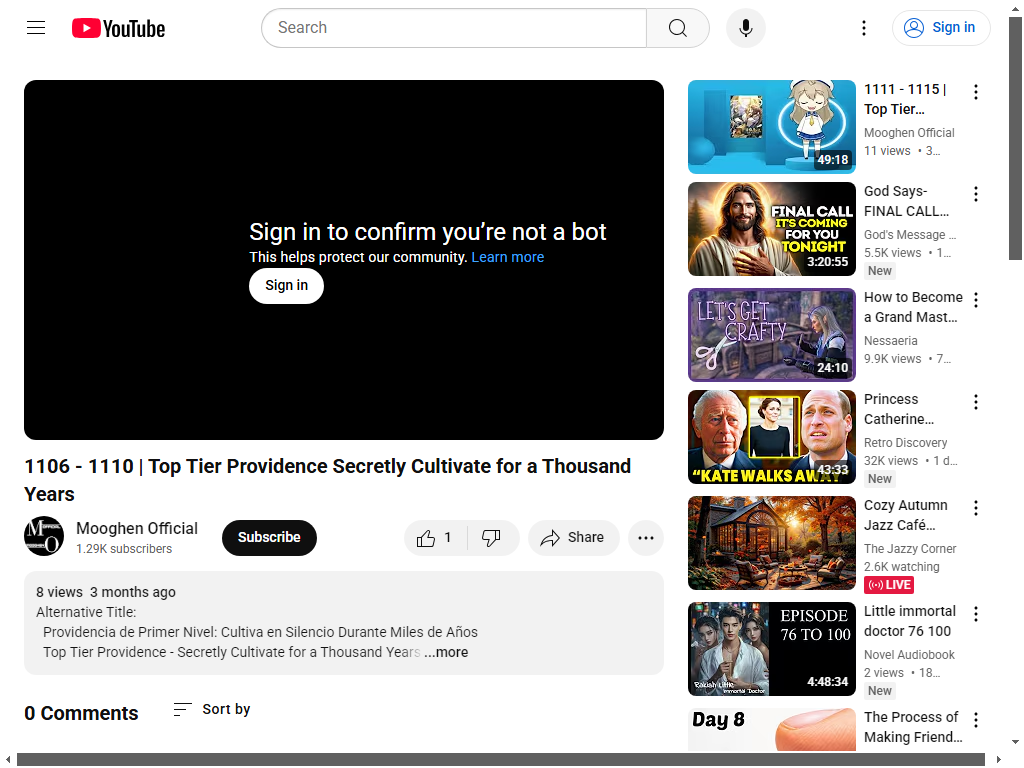 YouTube
Search
Sign in
Sign in to confirm you're not a bot
This helps protect our community. Learn more
Sign in
1106 - 1110 | Top Tier Providence Secretly Cultivate for a Thousand
Years
Mooghen Official
1.29K subscribers
Subscribe
1
Share
8 views 3 months ago
Alternative Title:
Providencia de Primer Nivel: Cultiva en Silencio Durante Miles de Años
Top Tier Providence - Secretly Cultivate for a Thousand Years ...more
0 Comments
Sort by
49:18
1111 - 1115 |
Top Tier...
Mooghen Official
11 views • 3...
FINAL CALL
IT'S COMING
FOR YOU
TONIGHT
3:20:55
God Says-
FINAL CALL...
God's Message ...
5.5K views • 1...
New
LET'S GET
CRAFTY
24:10
How to Become
a Grand Mast...
Nessaeria
9.9K views • 7...
"KATE WALKS AWAY"
43:33
Princess
Catherine...
Retro Discovery
32K views • 1 d...
New
Cozy Autumn
Jazz Café...
The Jazzy Corner
2.6K watching
LIVE
EPISODE
76 TO 100
Little
Immortal Doctor
4:48:34
Little immortal
doctor 76 100
Novel Audiobook
2 views • 18...
New
Day 8
The Process of
Making Friend...